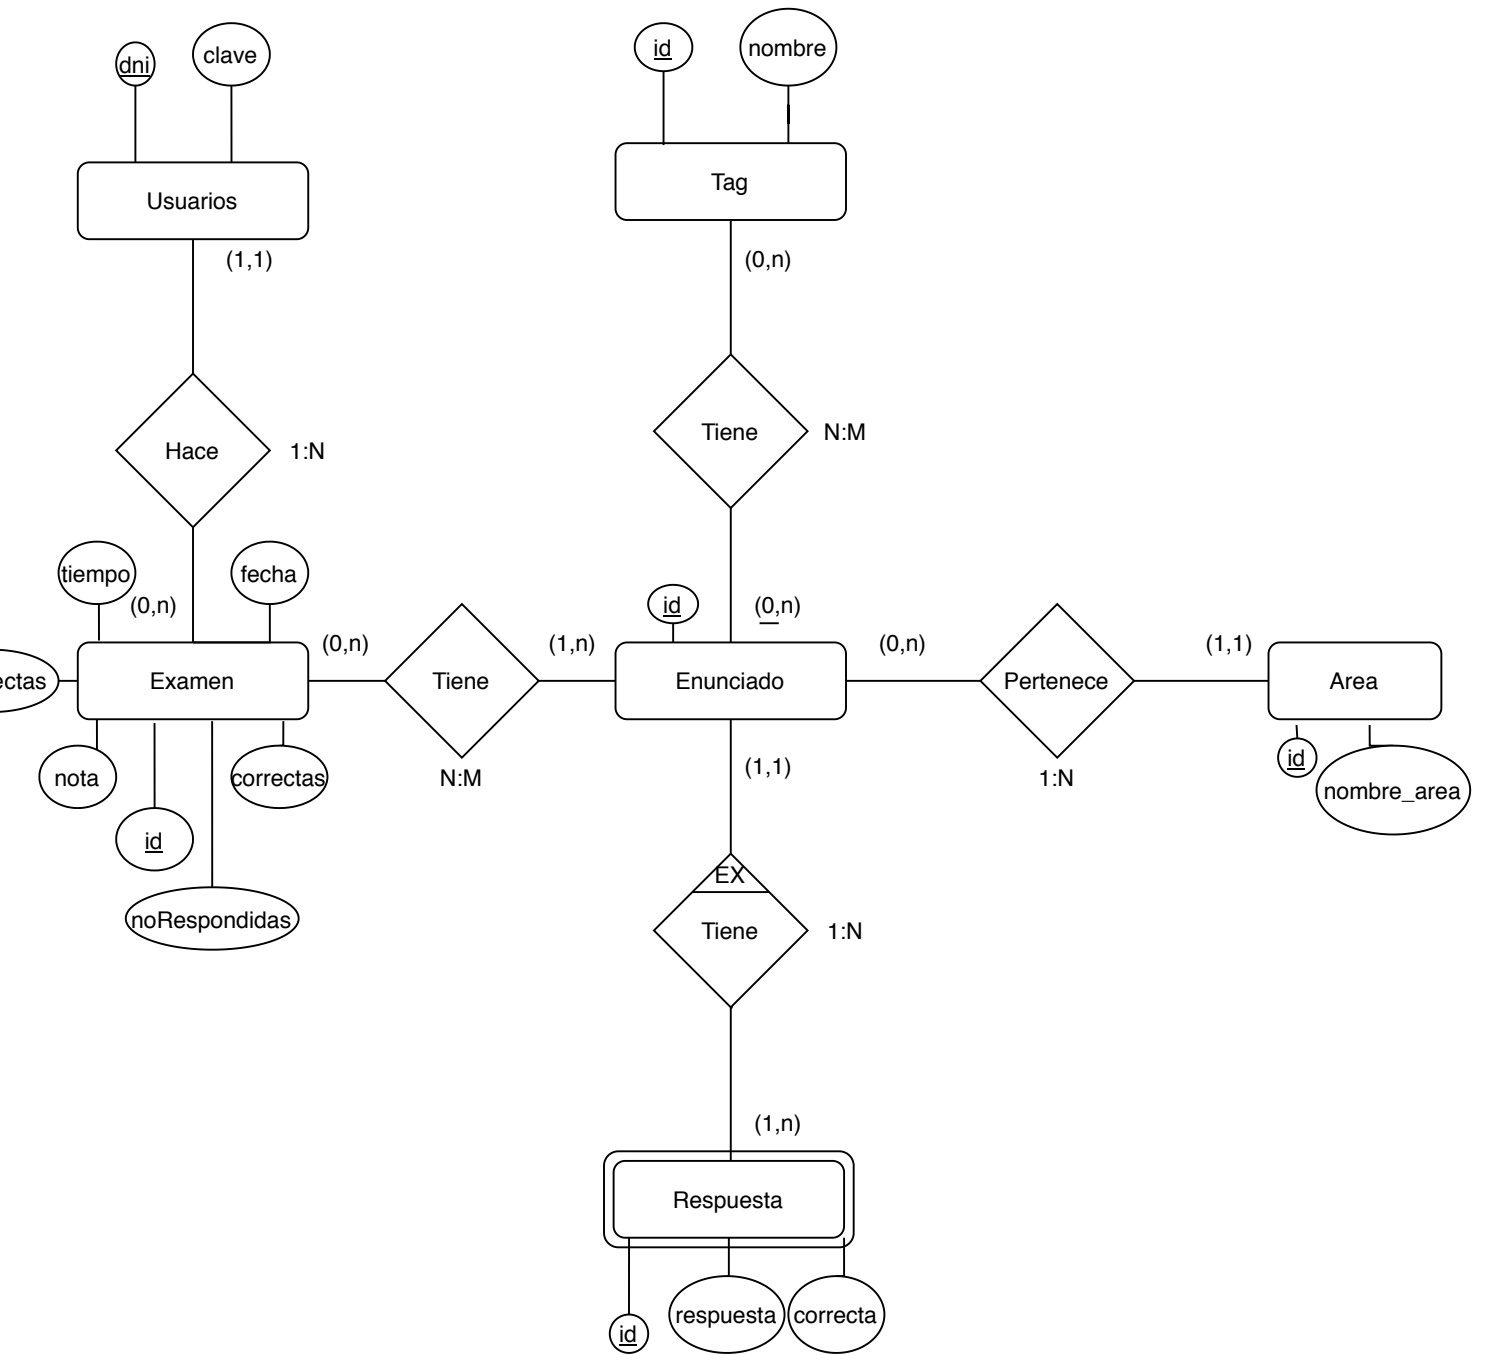 dni
clave
id
nombre
Usuarios
Tag
(1,1)
(0,n)
Hace
1:N
Tiene
N:M
tiempo
fecha
(0,n)
id
(0,n)
(0,n)
(1,n)
(0,n)
(1,1)
ectas
Examen
Tiene
Enunciado
Pertenece
Area
nota
correctas
N:M
(1,1)
1:N
id
nombre_area
id
EX
noRespondidas
Tiene
1:N
(1,n)
Respuesta
id
respuesta
correcta